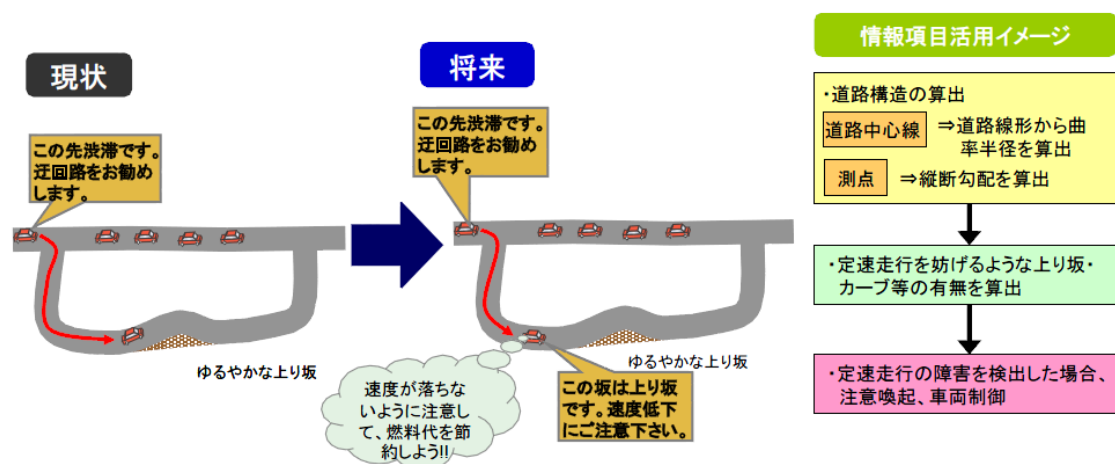 現状
この先渋滞です。
迂回路をお勧め
します。
ゆるやかな上り坂
将来
この先渋滞です。
迂回路をお勧め
します。
ゆるやかな上り坂
速度が落ちな
いように注意し
て、燃料代を節
約しよう!!
この坂は上り坂
です。速度低下
にご注意下さい。
情報項目活用イメージ
・道路構造の算出
道路中心線 ⇒道路線形から曲
率半径を算出
測点 ⇒縦断勾配を算出
・定速走行を妨げるような上り坂・
カーブ等の有無を算出
・定速走行の障害を検出した場合、
注意喚起、車両制御